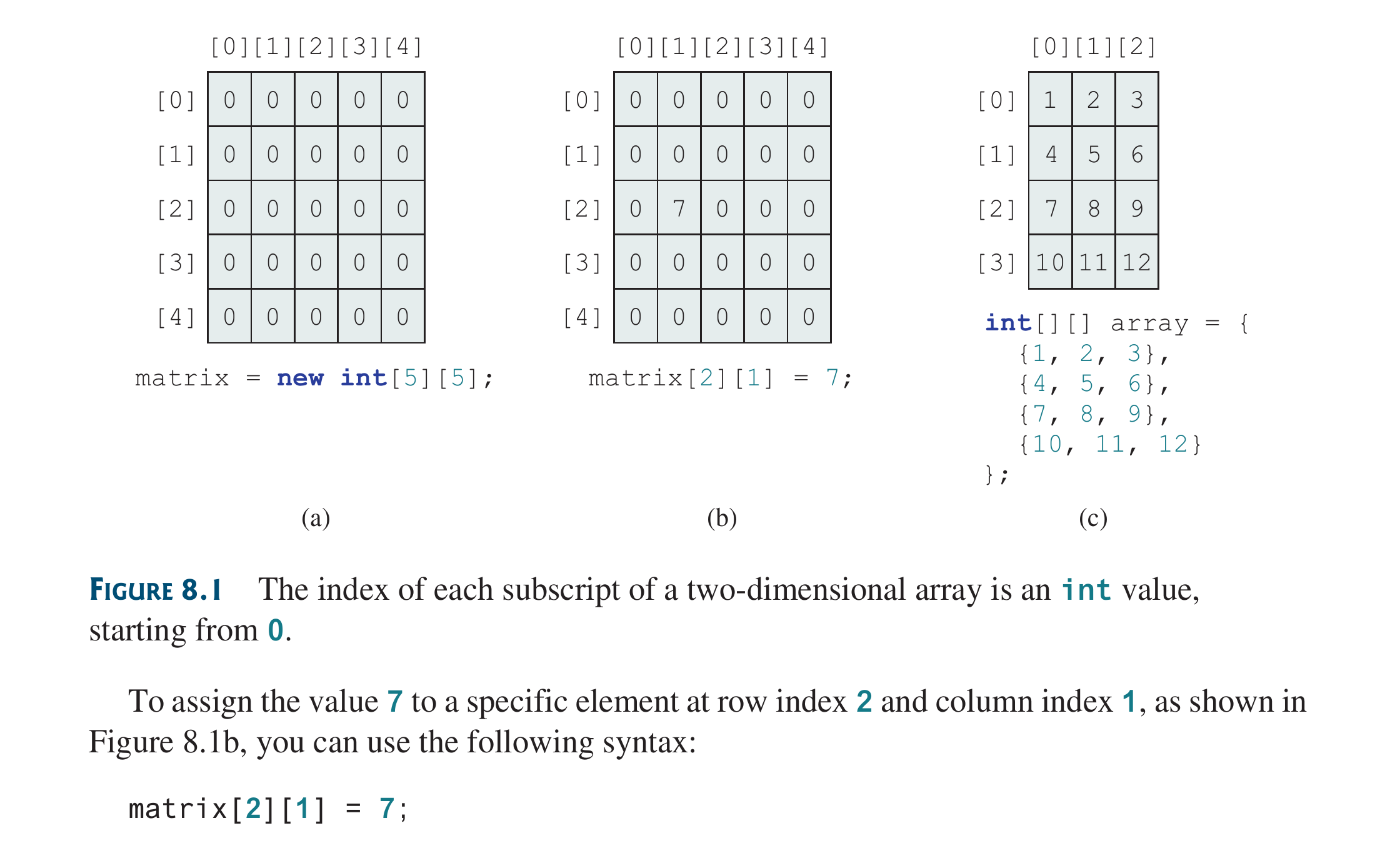 [0][1][2][3][4]
[0] 0 0 0 0 0
[1] 0 0 0 0 0
[2] 0 0 0 0 0
[3] 0 0 0 0 0
[4] 0 0 0 0 0
matrix = new int[5][5];
(a)
[0][1][2][3][4]
[0] 0 0 0 0 0
[1] 0 0 0 0 0
[2] 0 7 0 0 0
[3] 0 0 0 0 0
[4] 0 0 0 0 0
matrix[2][1] = 7;
(b)
[0][1][2]
[0] 1 2 3
[1] 4 5 6
[2] 7 8 9
[3] 10 11 12
int[][] array = {
{1, 2, 3},
{4, 5, 6},
{7, 8, 9},
{10, 11, 12}
};
(c)
FIGURE 8.1 The index of each subscript of a two-dimensional array is an int value,
starting from 0.
To assign the value 7 to a specific element at row index 2 and column index 1, as shown in
Figure 8.1b, you can use the following syntax:
matrix[2][1] = 7;